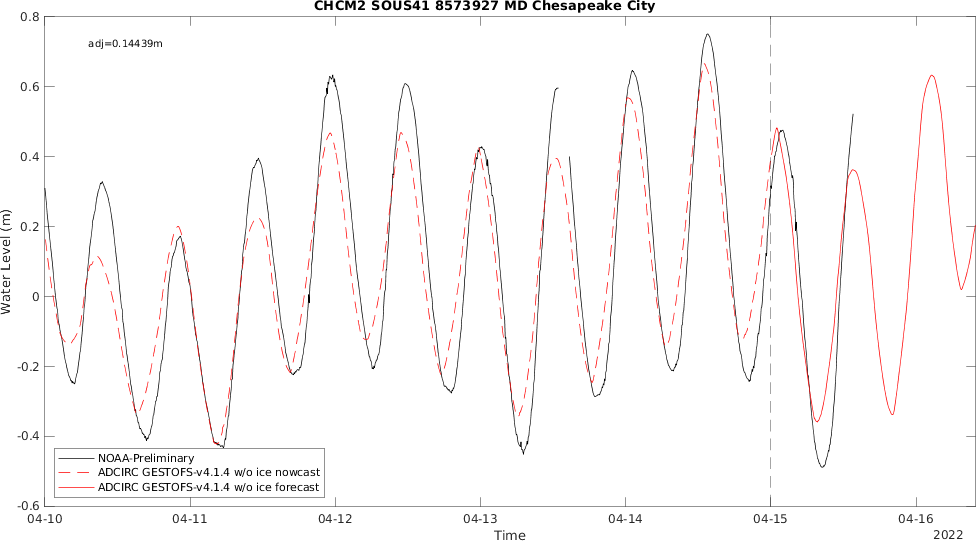 CHCM2 SOUS41 8573927 MD Chesapeake City
adj=0.14439m
Water Level (m)
0.8
0.6
0.4
0.2
0
-0.2
-0.4
-0.6
NOAA-Preliminary
ADCIRC GESTOFS-v4.1.4 w/o ice nowcast
ADCIRC GESTOFS-v4.1.4 w/o ice forecast
04-10 04-11 04-12 04-13 04-14 04-15 04-16
Time
2022